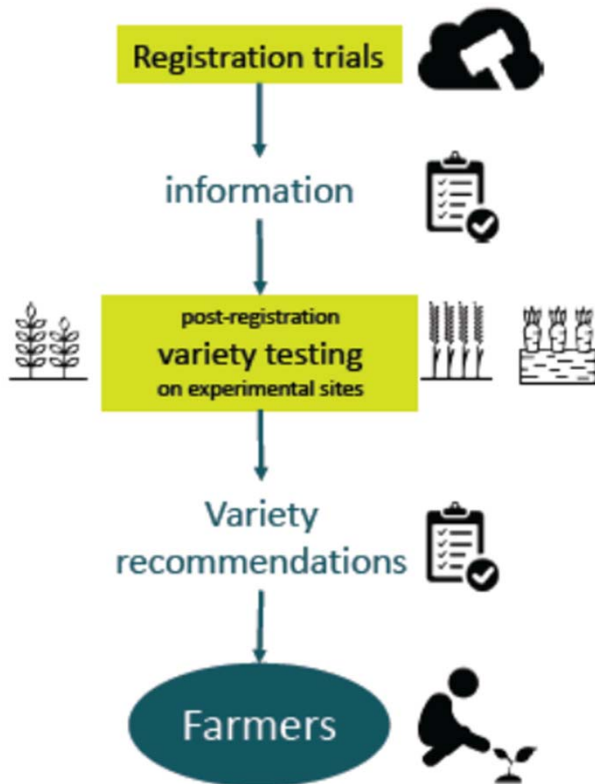 Registration trials
information
post-registration
variety testing
on experimental sites
Variety
recommendations
Farmers